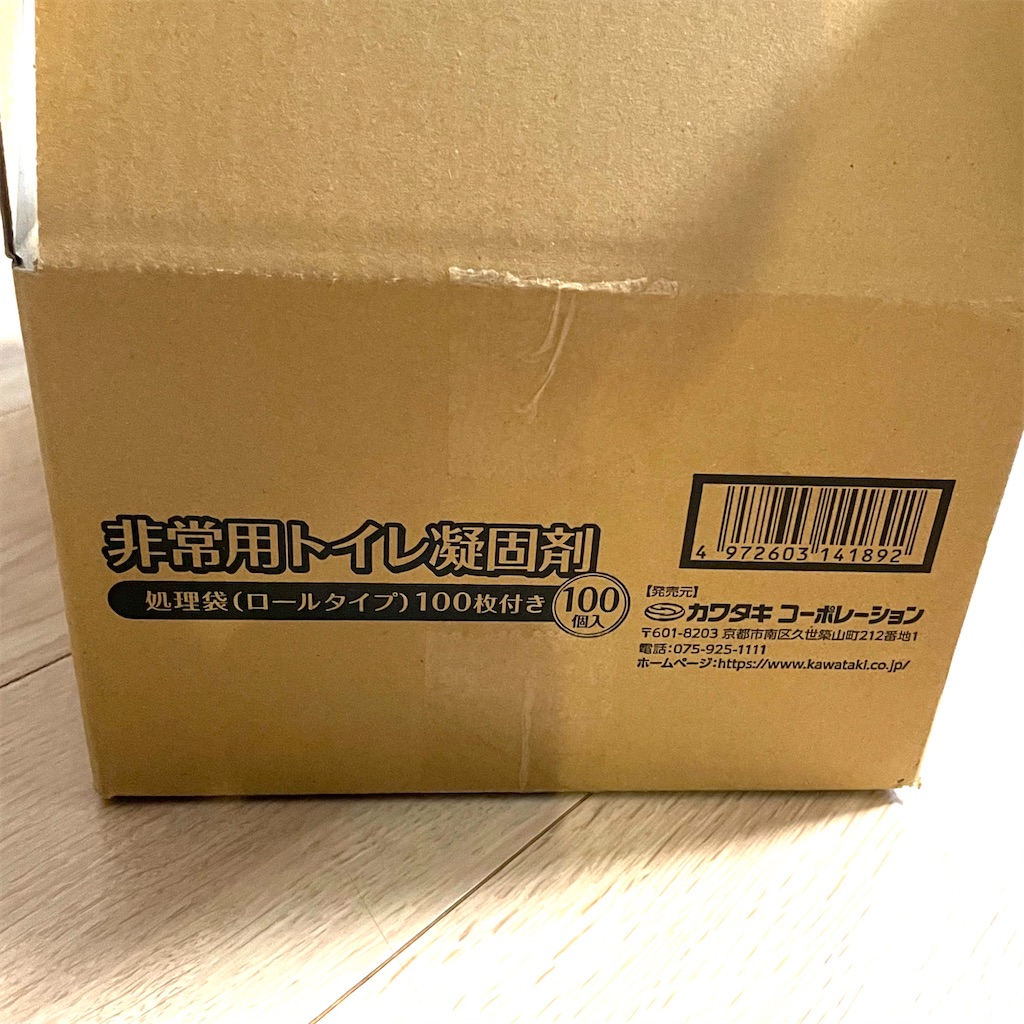 非常用トイレ凝固剤
処理袋(ロールタイプ)100枚付き
100
個入
4 972603 141892
【発売元】
カワタキ コーポレーション
〒601-8203 京都市南区久世築山町212番地1
電話:075-925-1111
ホームページ:https://www.kawataki.co.jp/